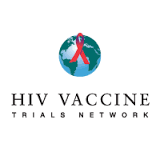 HIV VACCINE
TRIALS NETWORK